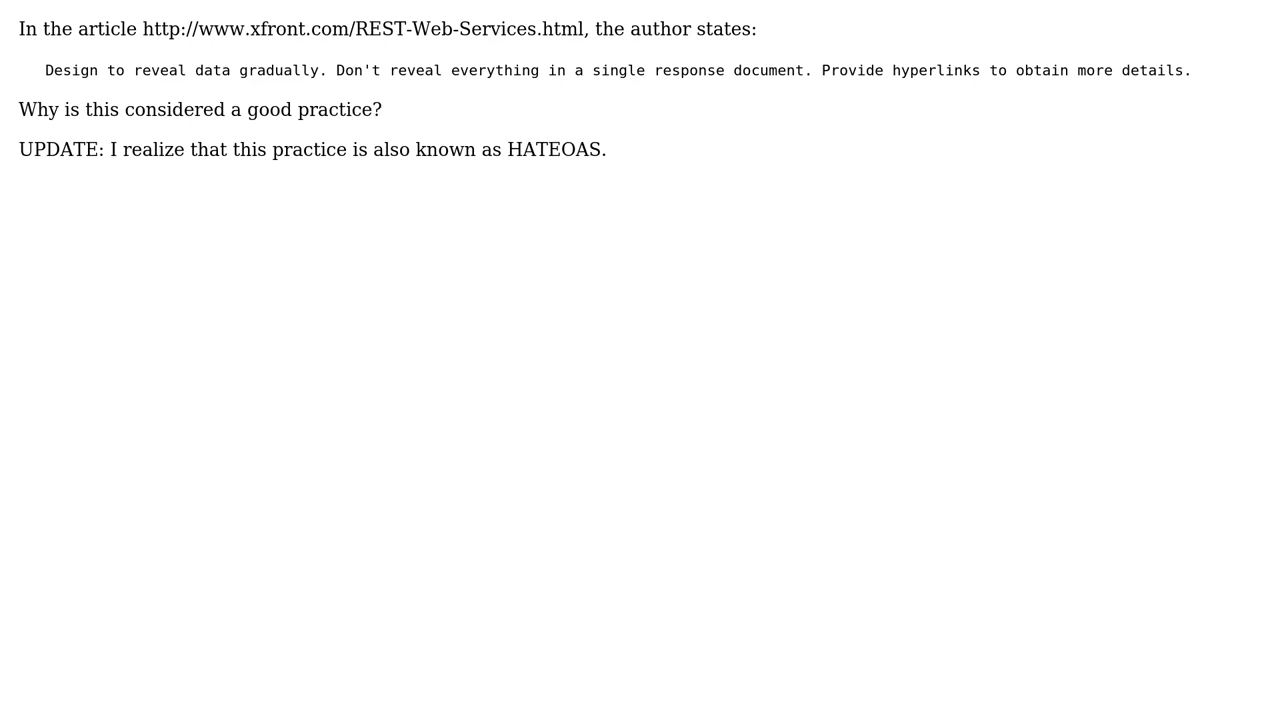 In the article http://www.xfront.com/REST-Web-Services.html, the author states:
Design to reveal data gradually. Don't reveal everything in a single response document. Provide hyperlinks to obtain more details.
Why is this considered a good practice?
UPDATE: I realize that this practice is also known as HATEOAS.